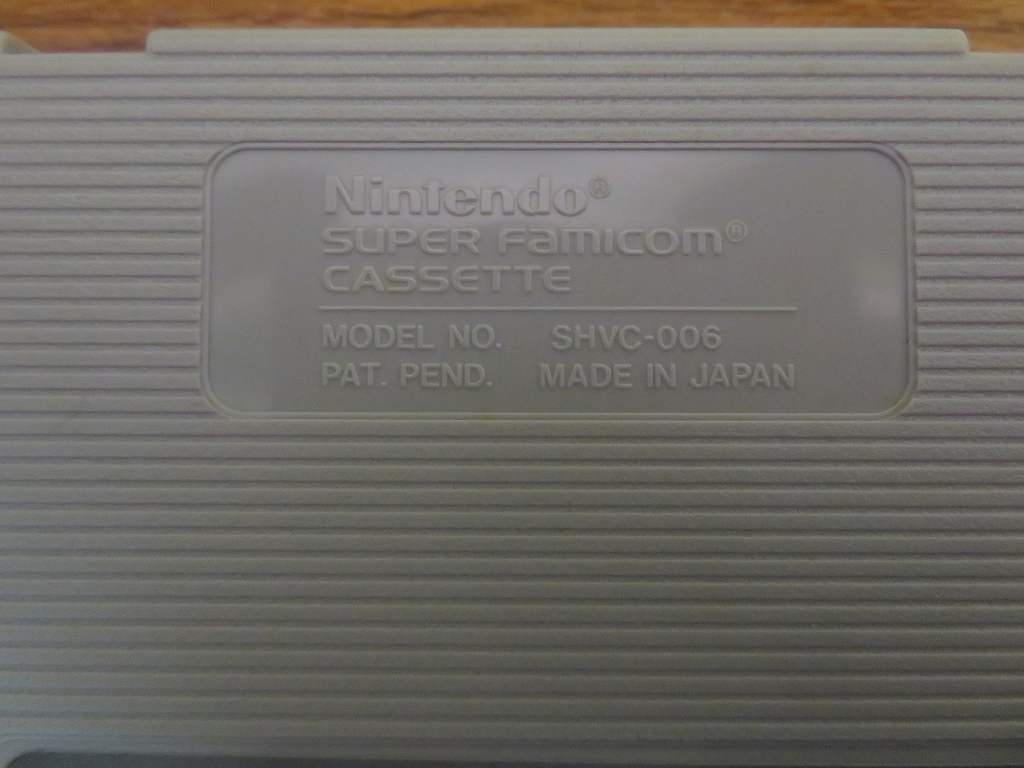 Nintendo®
SUPER Famicom®
CASSETTE
MODEL NO. SHVC-006
PAT. PEND. MADE IN JAPAN